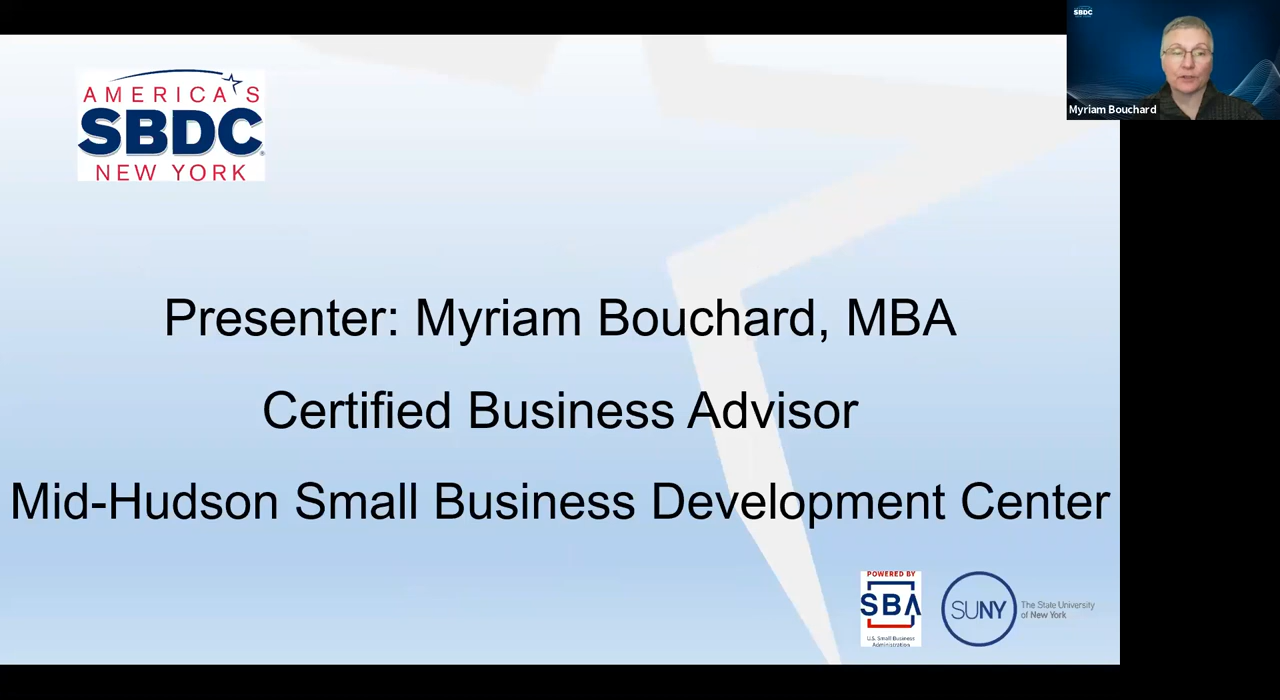 SBDC
Myriam Bouchard
AMERICA'S
SBDC
NEW YORK
Presenter: Myriam Bouchard, MBA
Certified Business Advisor
Mid-Hudson Small Business Development Center
POWERED BY
SBA
U.S. Small Business
Administration
SUNY
The State University
of New York